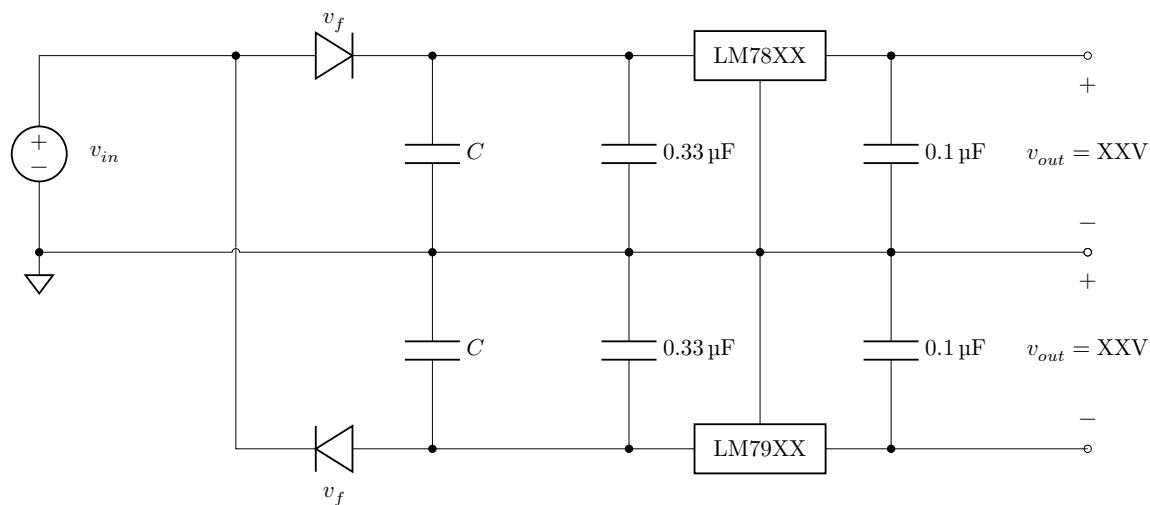 v_f
LM78XX
+
+
−
v_in
C
0.33 µF
0.1 µF
v_out = XXV
−
+
C
0.33 µF
0.1 µF
v_out = XXV
−
LM79XX
v_f